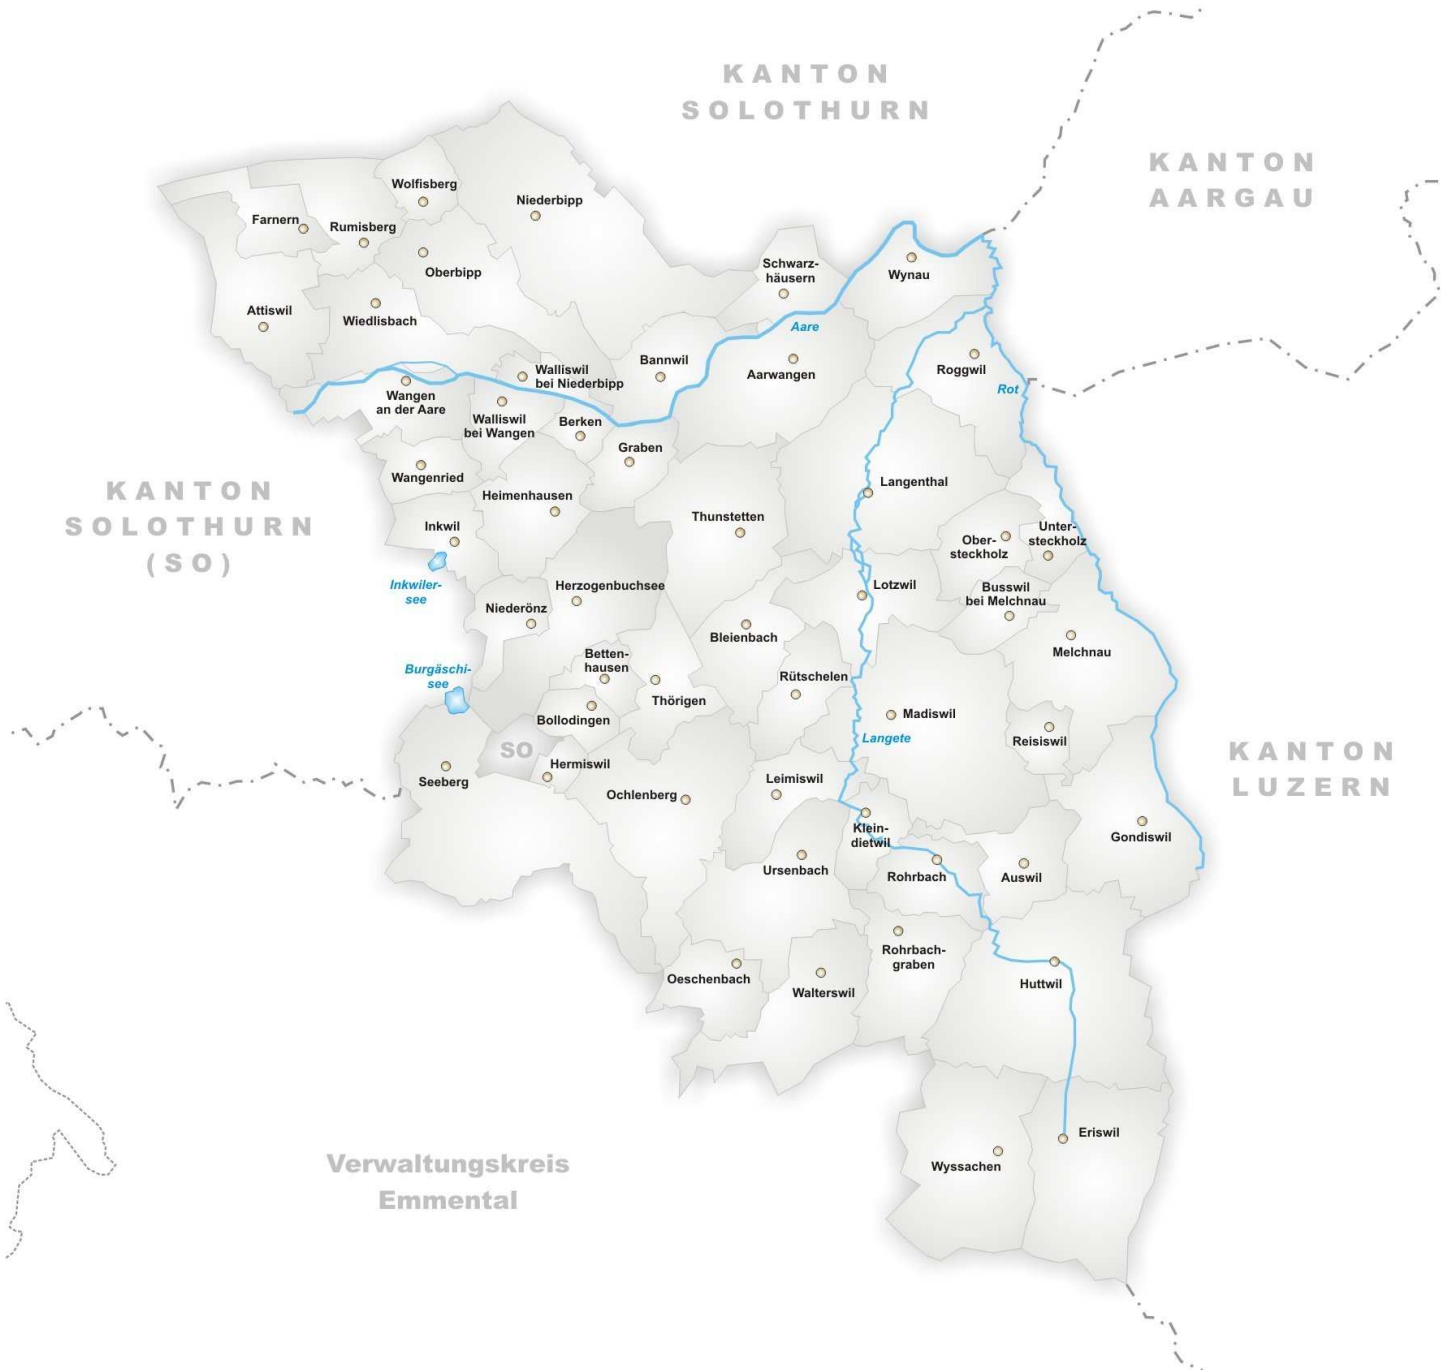 KANTON
SOLOTHURN
KANTON
AARGAU
Wolfisberg
Niederbipp
Farnern
Rumisberg
Oberbipp
Schwarz-
häusern
Wynau
Attiswil
Wiedlisbach
Aare
Bannwil
Aarwangen
Roggwil
Rot
Walliswil
bei Niederbipp
Wangen
an der Aare
Walliswil
bei Wangen
Berken
Graben
Wangenried
Heimenhausen
Langenthal
KANTON
SOLOTHURN
(SO)
Inkwil
Thunstetten
Ober-
steckholz
Unter-
steckholz
Inkwiler-
see
Herzogenbuchsee
Lotzwil
Busswil
bei Melchnau
Niederönz
Bleienbach
Melchnau
Betten-
hausen
Burgäschi-
see
Thörigen
Rütschelen
Bollodingen
Madiswil
Langete
Reisiswil
SO
Hermiswil
Seeberg
Ochlenberg
Leimiswil
KANTON
LUZERN
Klein-
dietwil
Gondiswil
Ursenbach
Rohrbach
Auswil
Rohrbach-
graben
Oeschenbach
Walterswil
Huttwil
Eriswil
Wyssachen
Verwaltungskreis
Emmental